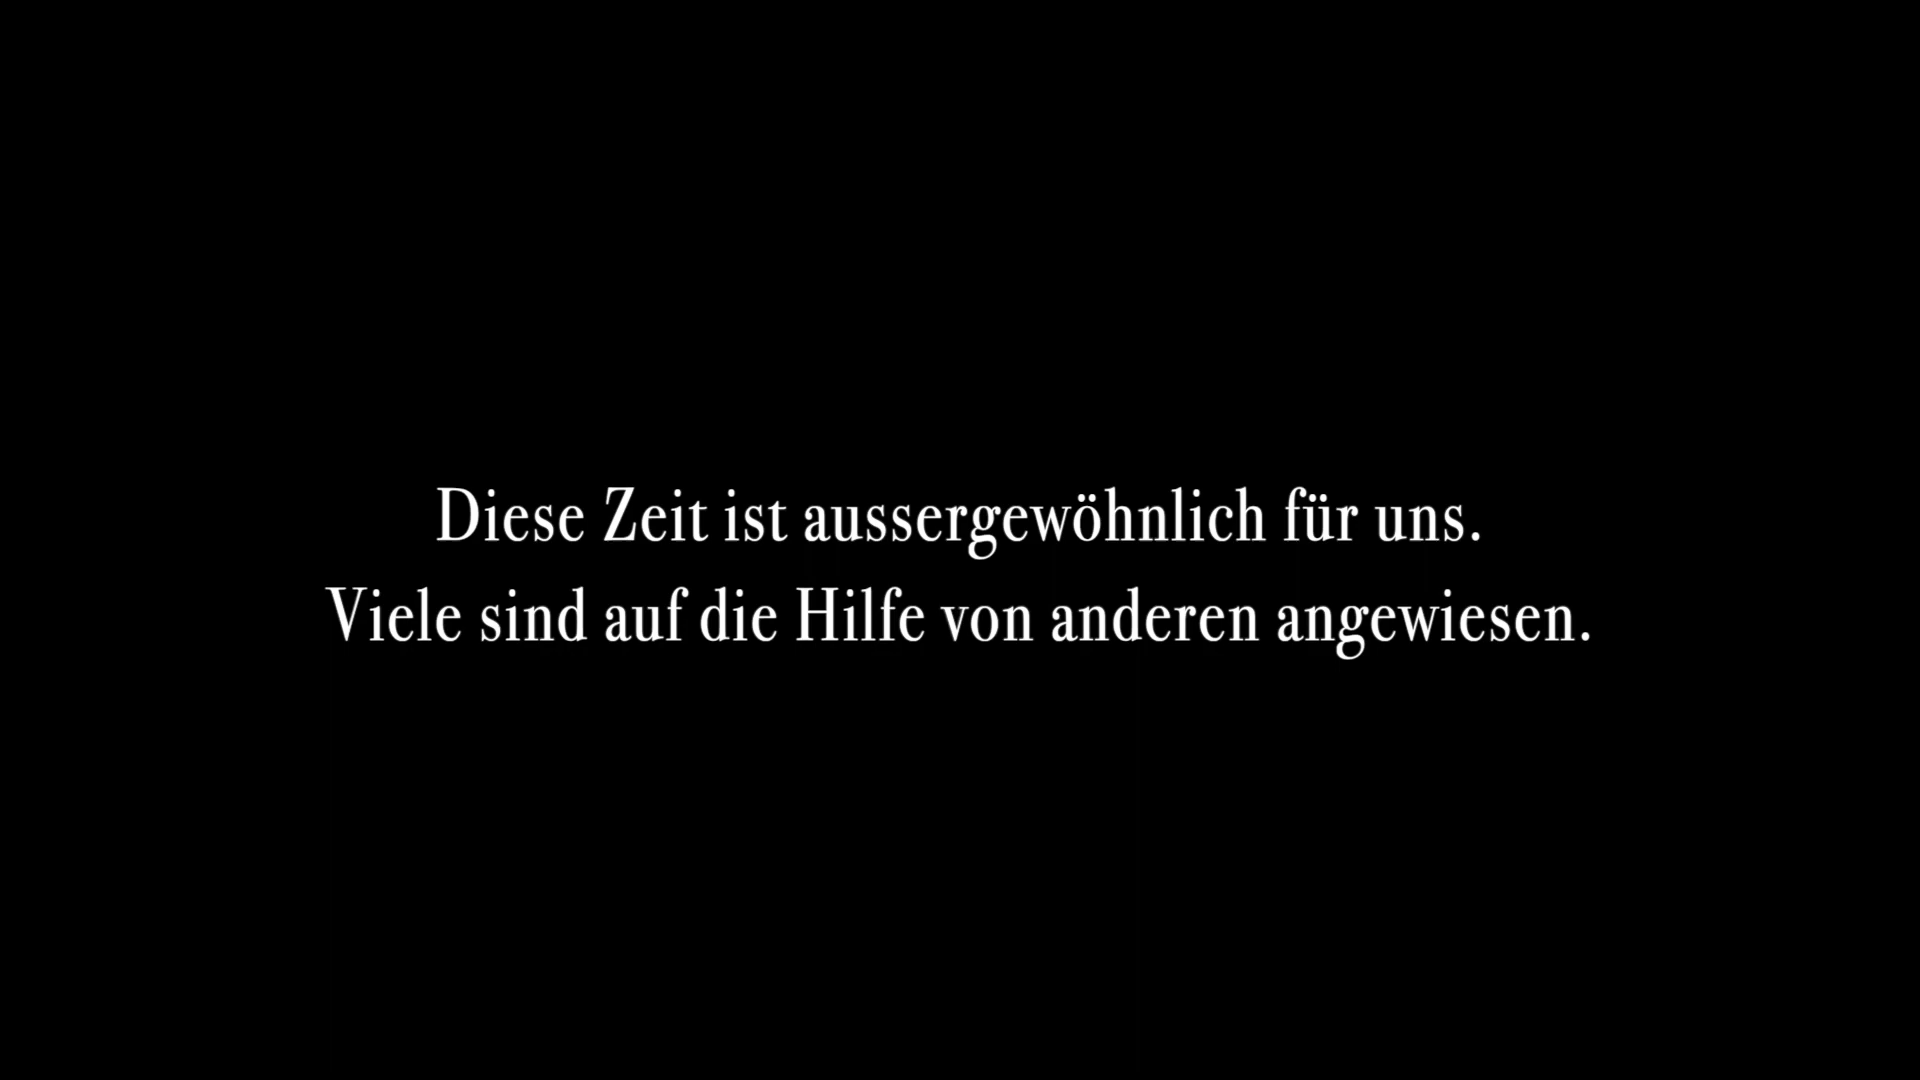 Diese Zeit ist aussergewöhnlich für uns.
Viele sind auf die Hilfe von anderen angewiesen.